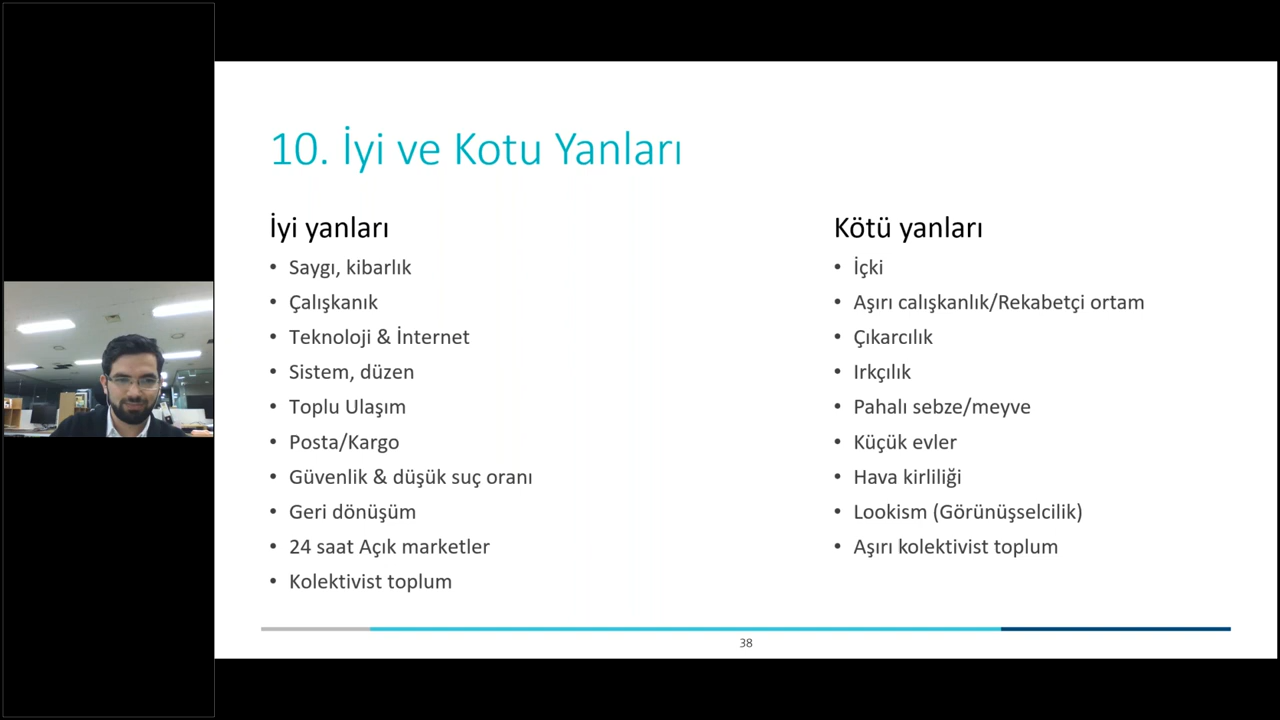 10. İyi ve Kotu Yanları
İyi yanları
• Saygı, kibarlık
• Çalışkanık
• Teknoloji & İnternet
• Sistem, düzen
• Toplu Ulaşım
• Posta/Kargo
• Güvenlik & düşük suç oranı
• Geri dönüşüm
• 24 saat Açık marketler
• Kolektivist toplum
Kötü yanları
• İçki
• Aşırı calışkanlık/Rekabetçi ortam
• Çıkarcılık
• Irkçılık
• Pahalı sebze/meyve
• Küçük evler
• Hava kirliliği
• Lookism (Görünüşselcilik)
• Aşırı kolektivist toplum
38